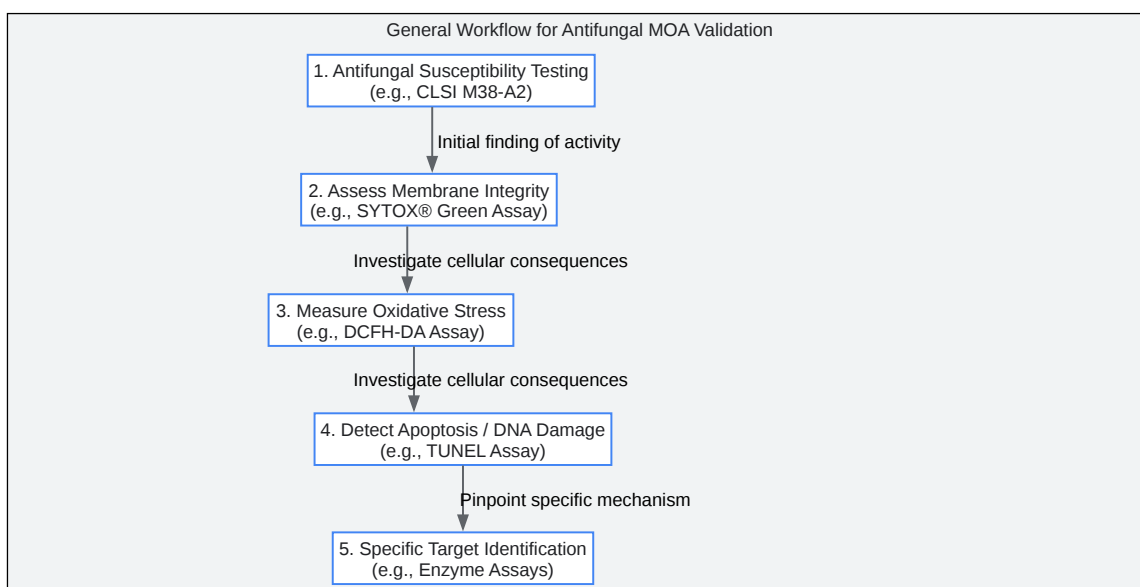 General Workflow for Antifungal MOA Validation
1. Antifungal Susceptibility Testing
(e.g., CLSI M38-A2)
Initial finding of activity
2. Assess Membrane Integrity
(e.g., SYTOX® Green Assay)
Investigate cellular consequences
3. Measure Oxidative Stress
(e.g., DCFH-DA Assay)
Investigate cellular consequences
4. Detect Apoptosis / DNA Damage
(e.g., TUNEL Assay)
Pinpoint specific mechanism
5. Specific Target Identification
(e.g., Enzyme Assays)